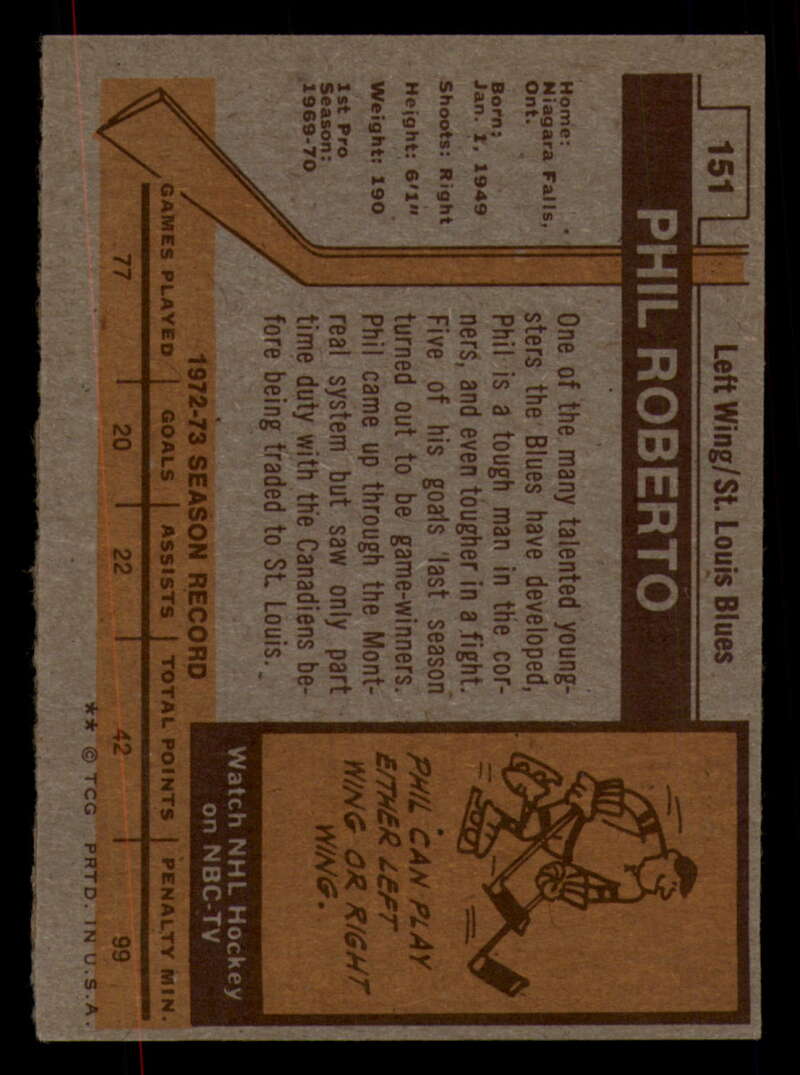 151
Left Wing/St. Louis Blues
PHIL ROBERTO
Home:
Niagara Falls,
Ont.
Born:
Jan. 1, 1949
Shoots: Right
Height: 6'1"
Weight: 190
1st Pro
Season:
1969-70
One of the many talented young-
sters the Blues have developed,
Phil is a tough man in the cor-
ners, and even tougher in a fight.
Five of his goals last season
turned out to be game-winners.
Phil came up through the Mont-
real system but saw only part
time duty with the Canadiens be-
fore being traded to St. Louis.
PHIL CAN PLAY
EITHER LEFT
WING OR RIGHT
WING.
Watch NHL Hockey
on NBC-TV
1972-73 SEASON RECORD
GAMES PLAYED GOALS ASSISTS TOTAL POINTS PENALTY MIN.
77 20 22 42 99
** © TCG PRTD. IN U.S.A.